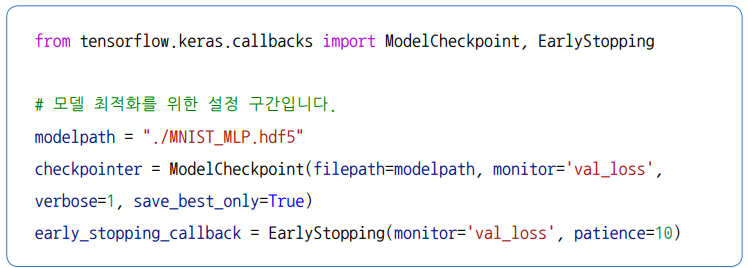 from tensorflow.keras.callbacks import ModelCheckpoint, EarlyStopping
# 모델 최적화를 위한 설정 구간입니다.
modelpath = "./MNIST_MLP.hdf5"
checkpointer = ModelCheckpoint(filepath=modelpath, monitor='val_loss',
verbose=1, save_best_only=True)
early_stopping_callback = EarlyStopping(monitor='val_loss', patience=10)